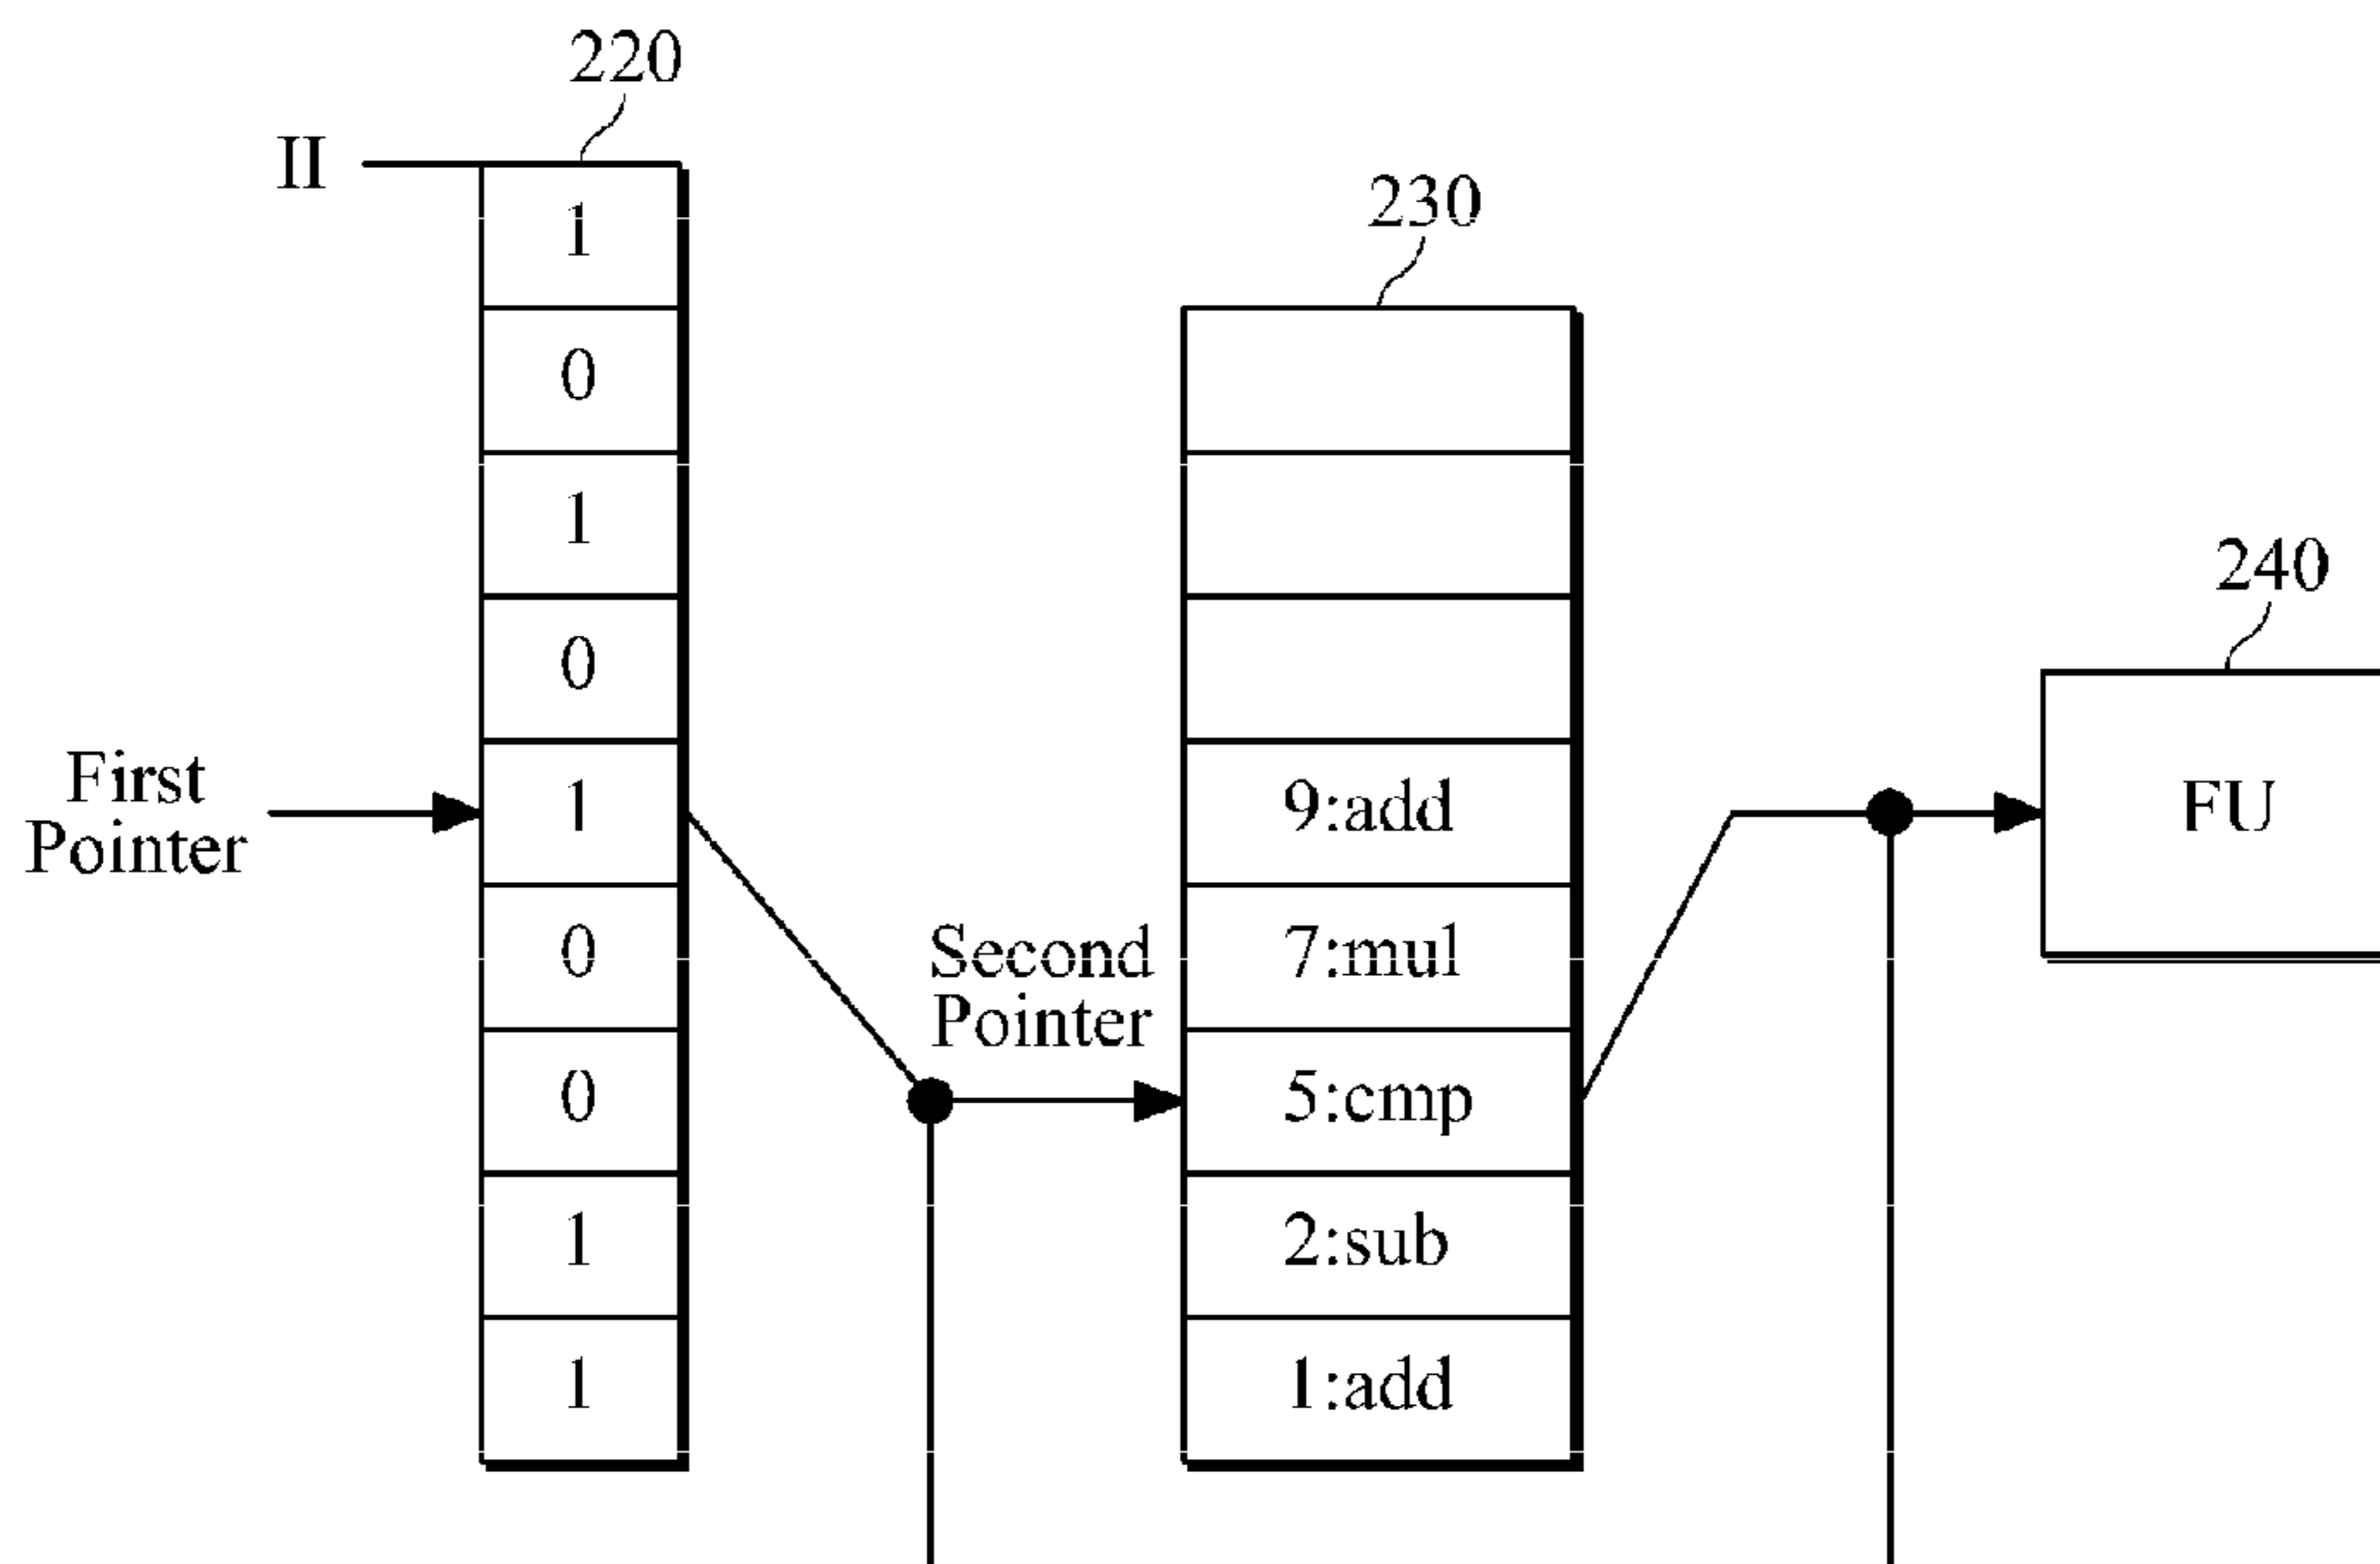 220
II
1
0
1
0
1
0
0
1
1
First
Pointer
Second
Pointer
230
9:add
7:mul
5:cmp
2:sub
1:add
240
FU